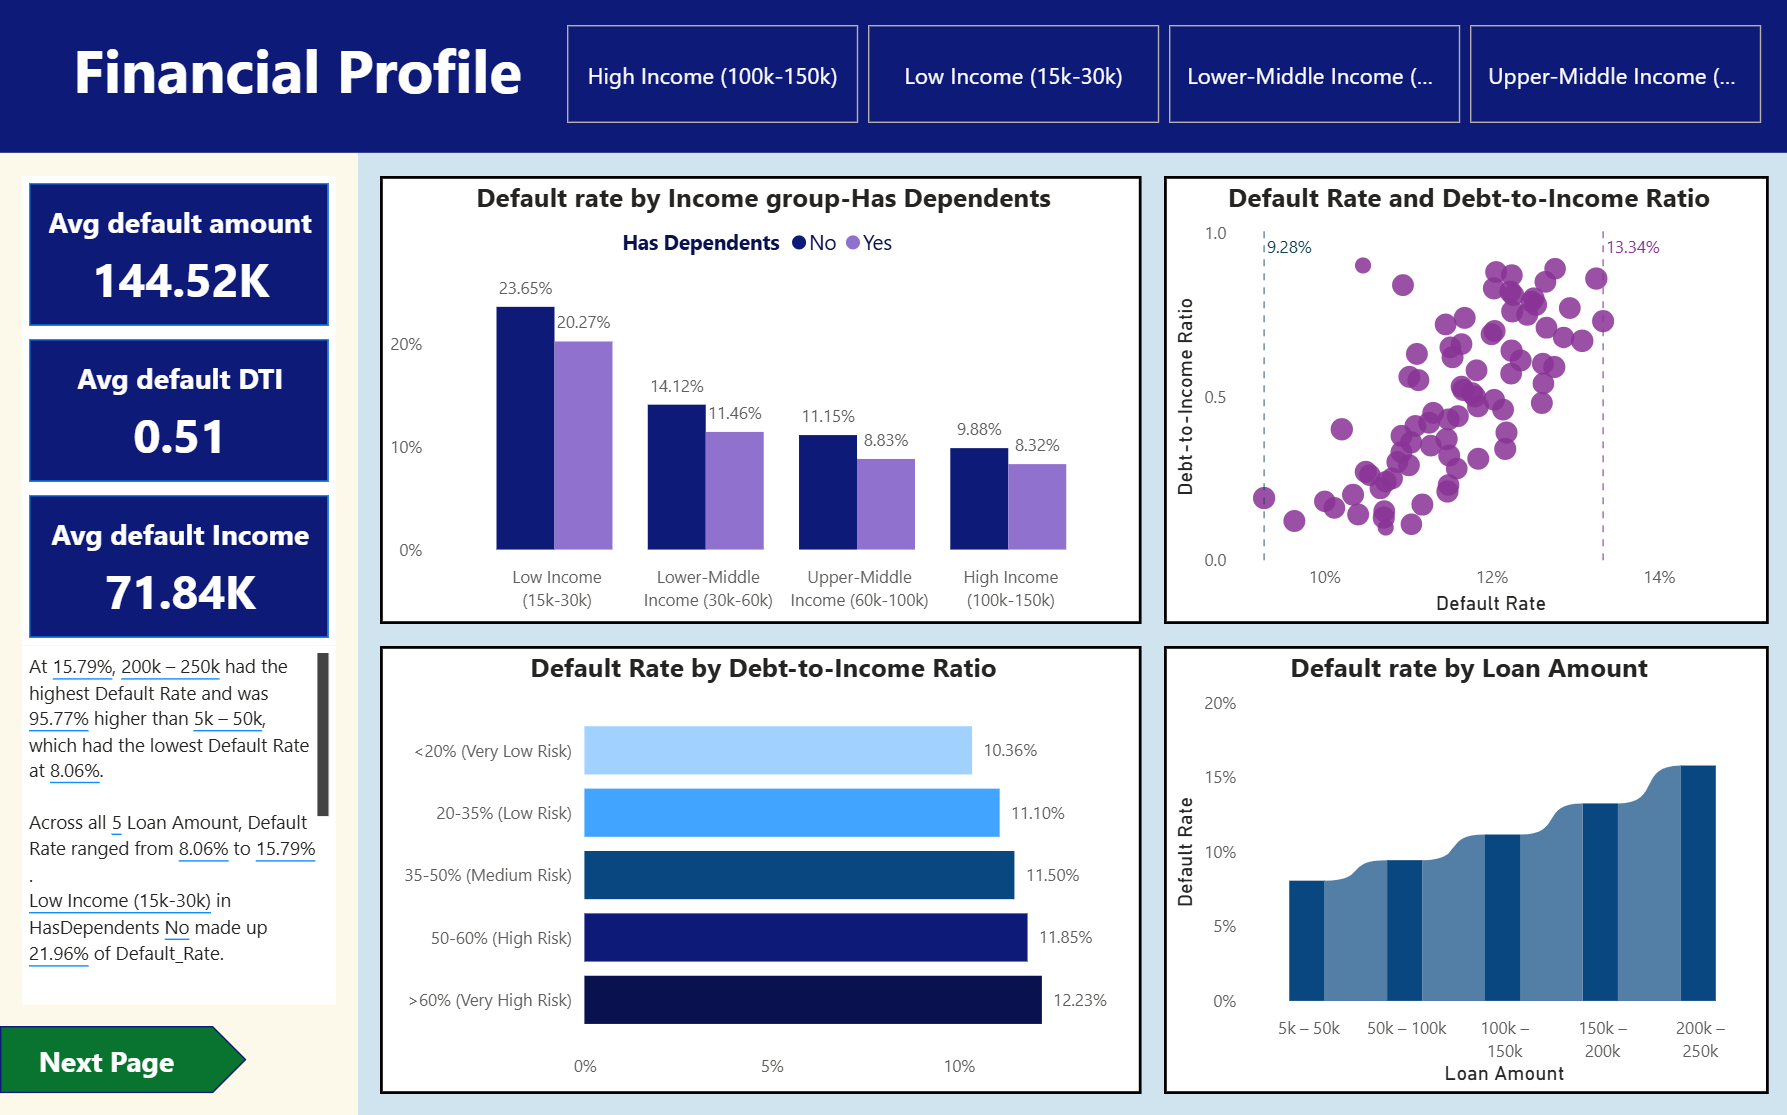 Financial Profile
High Income (100k-150k)
Low Income (15k-30k)
Lower-Middle Income (...
Upper-Middle Income (...
Avg default amount
144.52K
Avg default DTI
0.51
Avg default Income
71.84K
At 15.79%, 200k – 250k had the
highest Default Rate and was
95.77% higher than 5k – 50k,
which had the lowest Default Rate
at 8.06%.
Across all 5 Loan Amount, Default
Rate ranged from 8.06% to 15.79%
.
Low Income (15k-30k) in
HasDependents No made up
21.96% of Default_Rate.
Next Page
Default rate by Income group-Has Dependents
Has Dependents No Yes
23.65%
20.27%
14.12%
11.46%
11.15%
8.83%
9.88%
8.32%
20%
10%
0%
Low Income
(15k-30k)
Lower-Middle
Income (30k-60k)
Upper-Middle
Income (60k-100k)
High Income
(100k-150k)
Default Rate and Debt-to-Income Ratio
1.0
0.5
0.0
Debt-to-Income Ratio
9.28%
13.34%
10%
12%
14%
Default Rate
Default Rate by Debt-to-Income Ratio
<20% (Very Low Risk)
10.36%
20-35% (Low Risk)
11.10%
35-50% (Medium Risk)
11.50%
50-60% (High Risk)
11.85%
>60% (Very High Risk)
12.23%
0%
5%
10%
Default rate by Loan Amount
20%
15%
10%
5%
0%
Default Rate
5k – 50k
50k – 100k
100k –
150k
150k –
200k
200k –
250k
Loan Amount